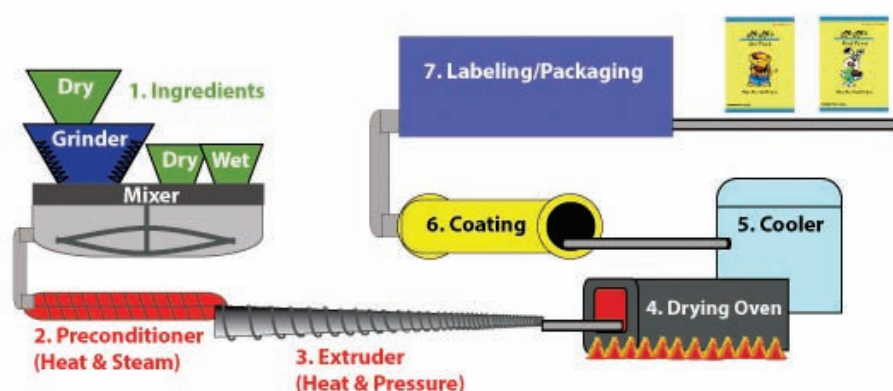 Dry
1. Ingredients
Grinder
Dry
Wet
Mixer
2. Preconditioner
(Heat & Steam)
3. Extruder
(Heat & Pressure)
4. Drying Oven
5. Cooler
6. Coating
7. Labeling/Packaging